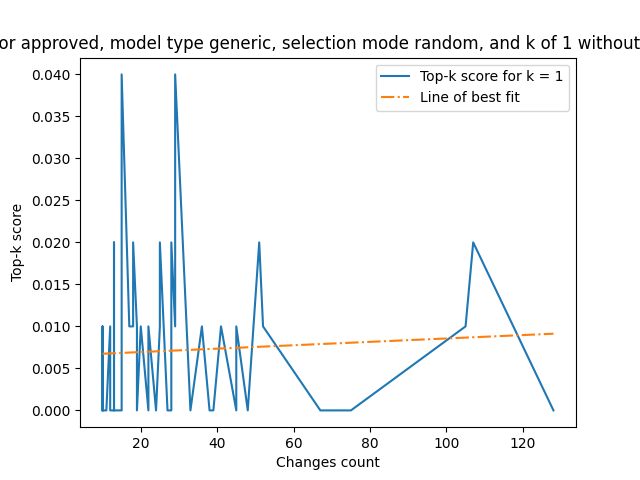 or approved, model type generic, selection mode random, and k of 1 without
Top-k score for k = 1
Line of best fit
0.040
0.035
0.030
0.025
0.020
0.015
0.010
0.005
0.000
Top-k score
20 40 60 80 100 120
Changes count